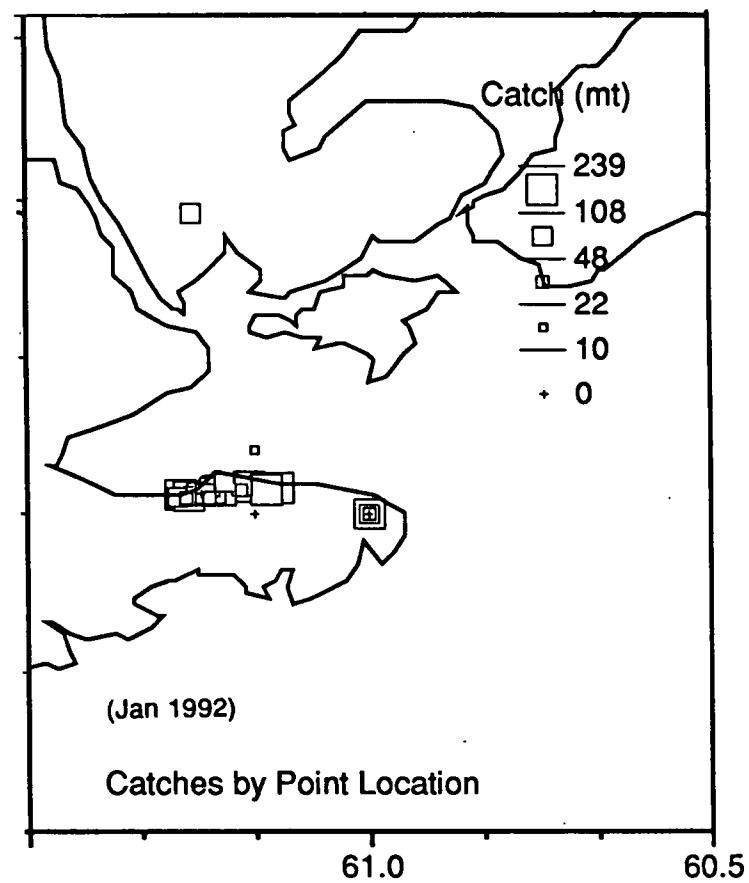 Catch (mt)
239
108
48
22
10
0
(Jan 1992)
Catches by Point Location
61.0
60.5